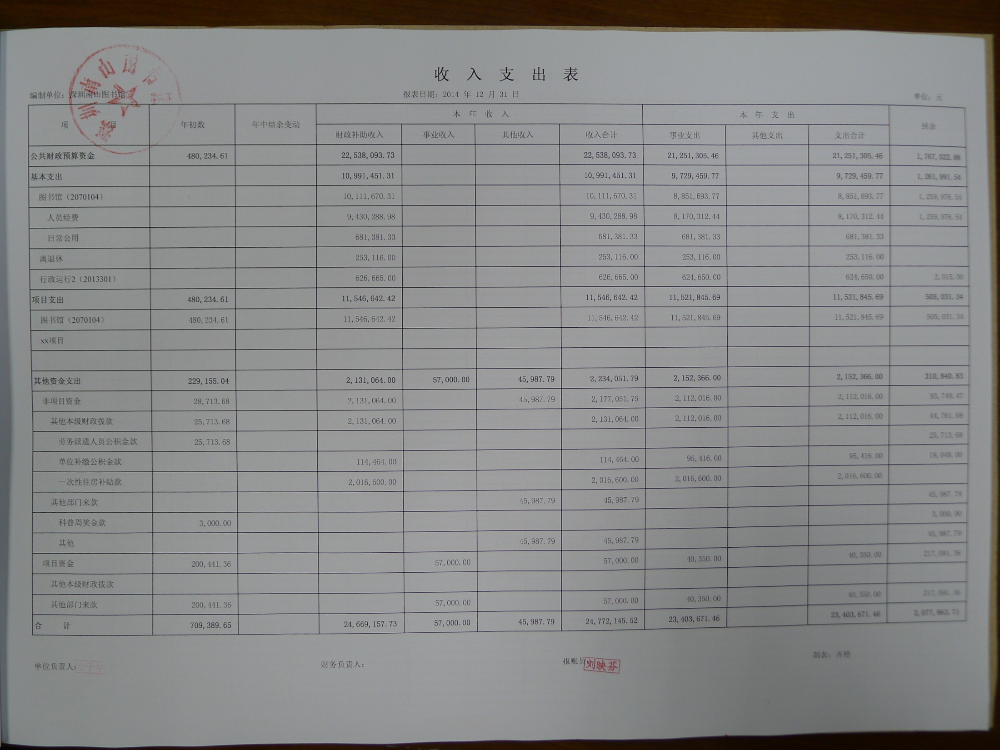 收入支出表
编制单位：深圳南山图书馆 报表日期：2014 年 12 月 31 日 单位：元
项 目 年初数 年中结余变动 本 年 收 入 本 年 支 出 结余
财政补助收入 事业收入 其他收入 收入合计 事业支出 其他支出 支出合计
公共财政预算资金 480,234.61 22,538,093.73 22,538,093.73 21,251,305.46 21,251,305.46 1,767,022.88
基本支出 10,991,451.31 10,991,451.31 9,729,459.77 9,729,459.77 1,261,991.54
图书馆（2070104） 10,111,670.31 10,111,670.31 8,851,693.77 8,851,693.77 1,259,976.54
人员经费 9,430,288.98 9,430,288.98 8,170,312.44 8,170,312.44 1,259,976.54
日常公用 681,381.33 681,381.33 681,381.33 681,381.33
离退休 253,116.00 253,116.00 253,116.00 253,116.00
行政运行2（2013301） 626,665.00 626,665.00 624,650.00 624,650.00 2,015.00
项目支出 480,234.61 11,546,642.42 11,546,642.42 11,521,845.69 11,521,845.69 505,031.34
图书馆（2070104） 480,234.61 11,546,642.42 11,546,642.42 11,521,845.69 11,521,845.69 505,031.34
xx项目
其他资金支出 229,155.04 2,131,064.00 57,000.00 45,987.79 2,234,051.79 2,152,366.00 2,152,366.00 310,840.83
非项目资金 28,713.68 2,131,064.00 45,987.79 2,177,051.79 2,112,016.00 2,112,016.00 93,749.47
其他本级财政拨款 25,713.68 2,131,064.00 2,131,064.00 2,112,016.00 2,112,016.00 44,761.68
劳务派遣人员公积金款 25,713.68 25,713.68
单位补缴公积金款 114,464.00 114,464.00 95,416.00 95,416.00 19,048.00
一次性住房补贴款 2,016,600.00 2,016,600.00 2,016,600.00 2,016,600.00
其他部门来款 45,987.79 45,987.79 45,987.79
科普周奖金款 3,000.00 3,000.00
其他 45,987.79 45,987.79 45,987.79
项目资金 200,441.36 57,000.00 57,000.00 40,350.00 40,350.00 217,091.36
其他本级财政拨款
其他部门来款 200,441.36 57,000.00 57,000.00 40,350.00 40,350.00 217,091.36
合 计 709,389.65 24,669,157.73 57,000.00 45,987.79 24,772,145.52 23,403,671.46 23,403,671.46 2,077,863.71
单位负责人： 财务负责人： 报账员 刘映芬 制表：齐艳